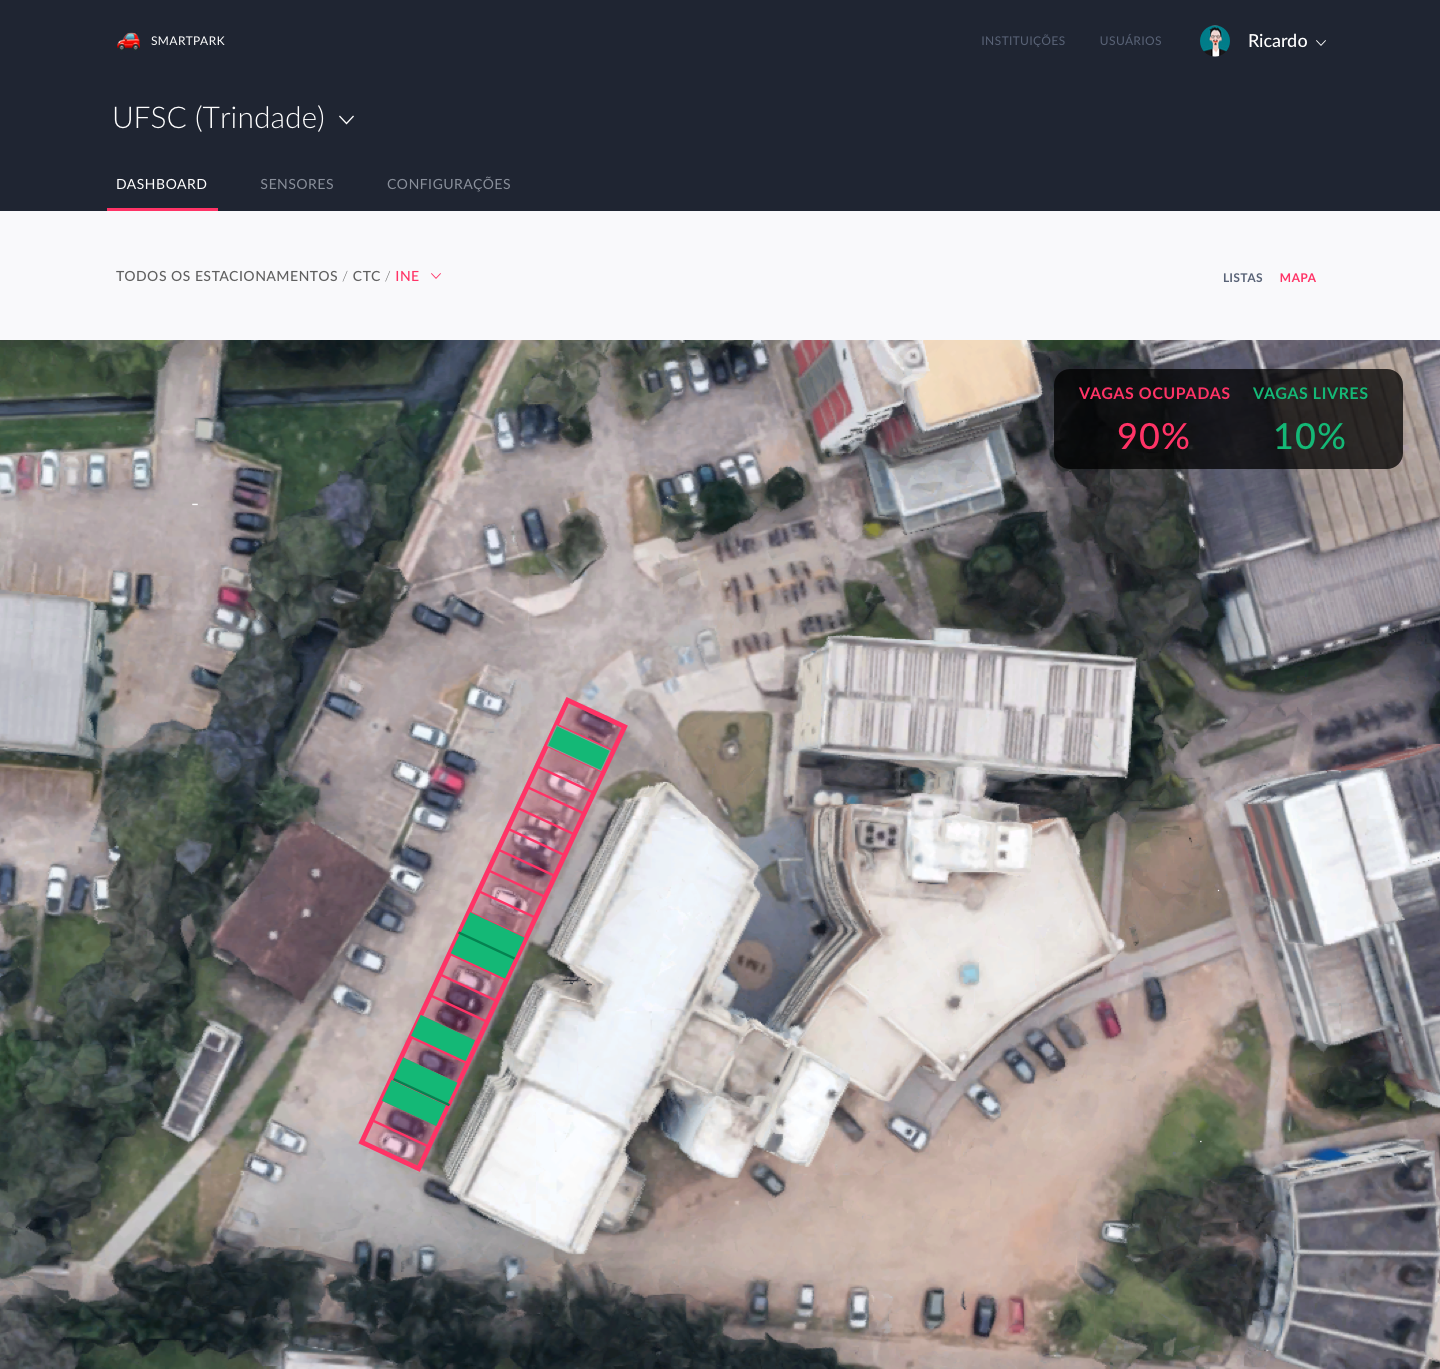 SMARTPARK
INSTITUIÇÕES
USUÁRIOS
Ricardo
UFSC (Trindade)
DASHBOARD
SENSORES
CONFIGURAÇÕES
TODOS OS ESTACIONAMENTOS / CTC / INE
LISTAS
MAPA
VAGAS OCUPADAS
VAGAS LIVRES
90%
10%